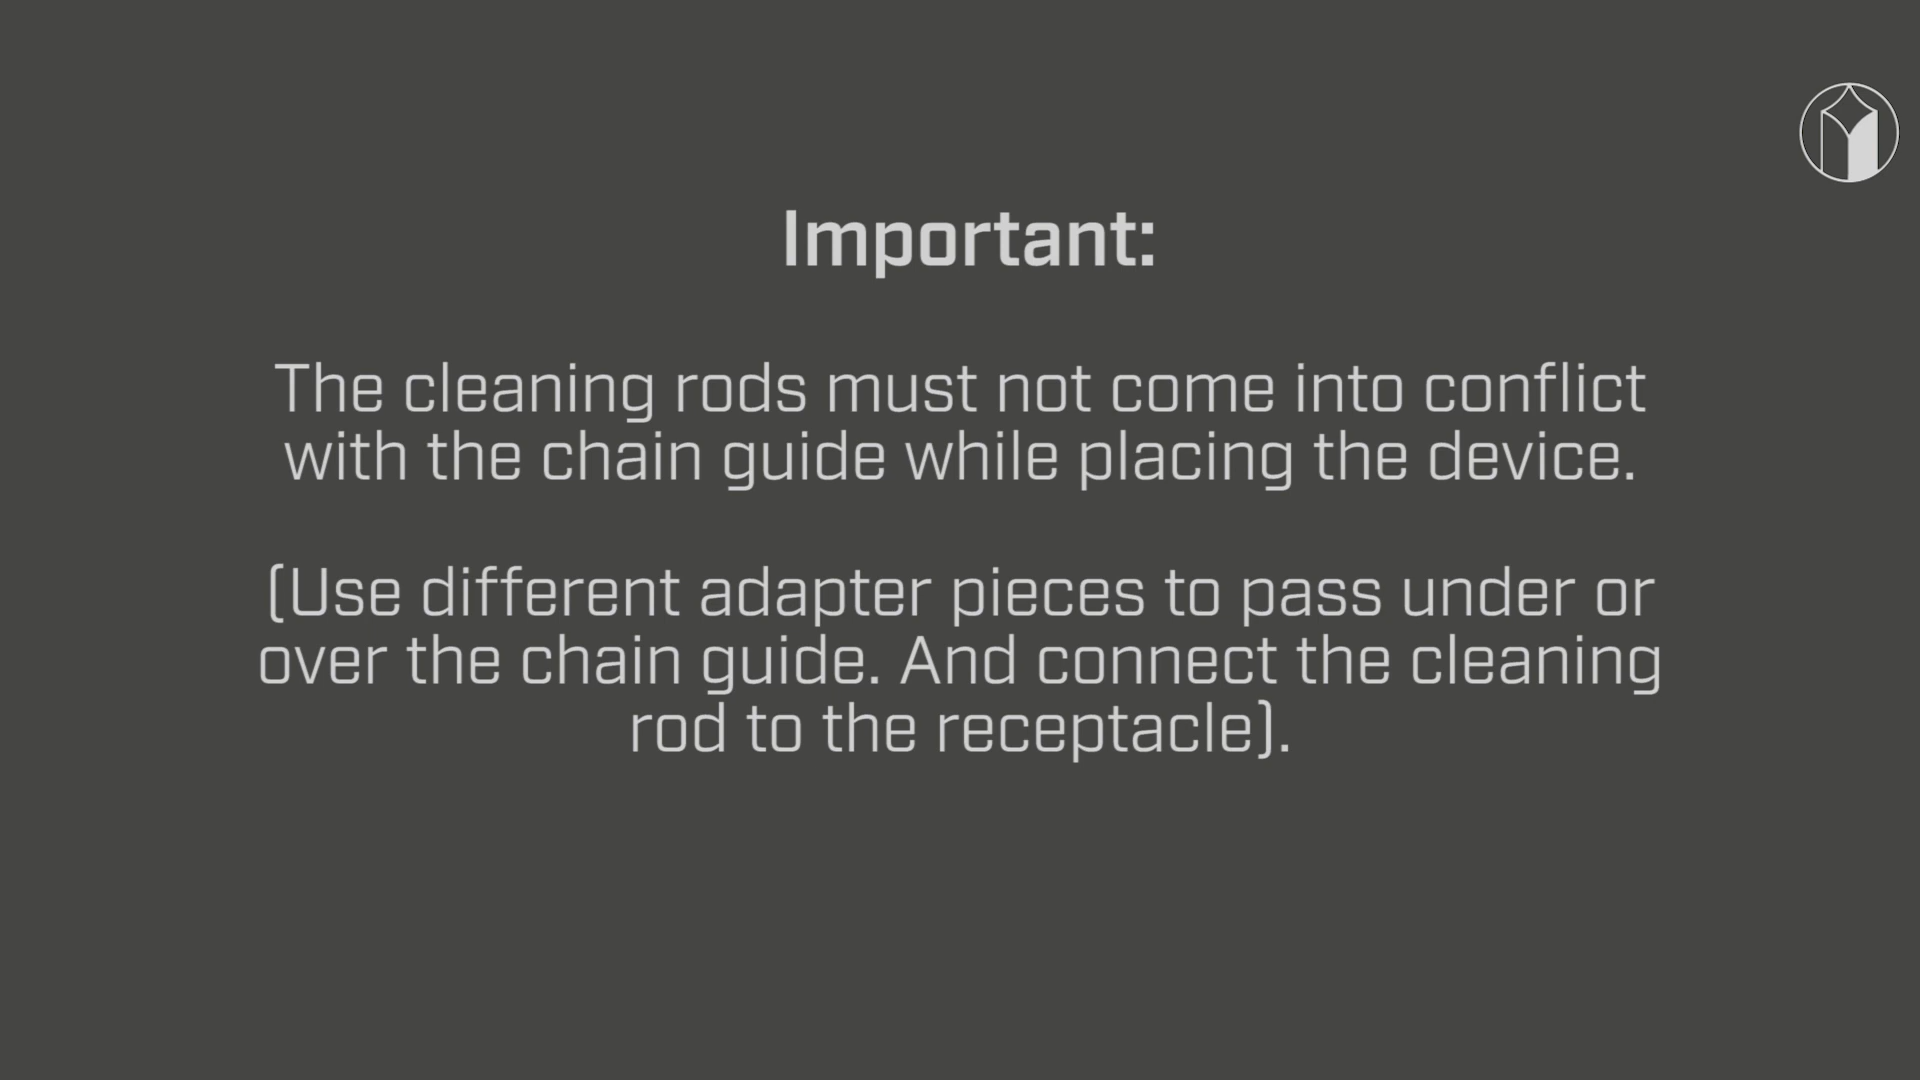 Important:
The cleaning rods must not come into conflict
with the chain guide while placing the device.
(Use different adapter pieces to pass under or
over the chain guide. And connect the cleaning
rod to the receptacle).